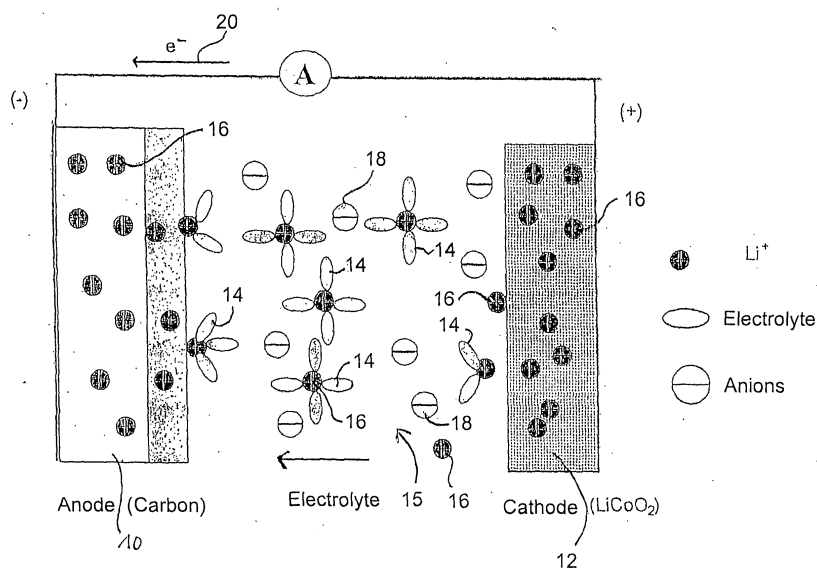 20
e-
A
(-)
(+)
16
18
16
Li+
14
14
16
14
14
Electrolyte
14
16
18
Anions
Anode (Carbon)
Electrolyte
15
16
Cathode (LiCoO2)
10
12